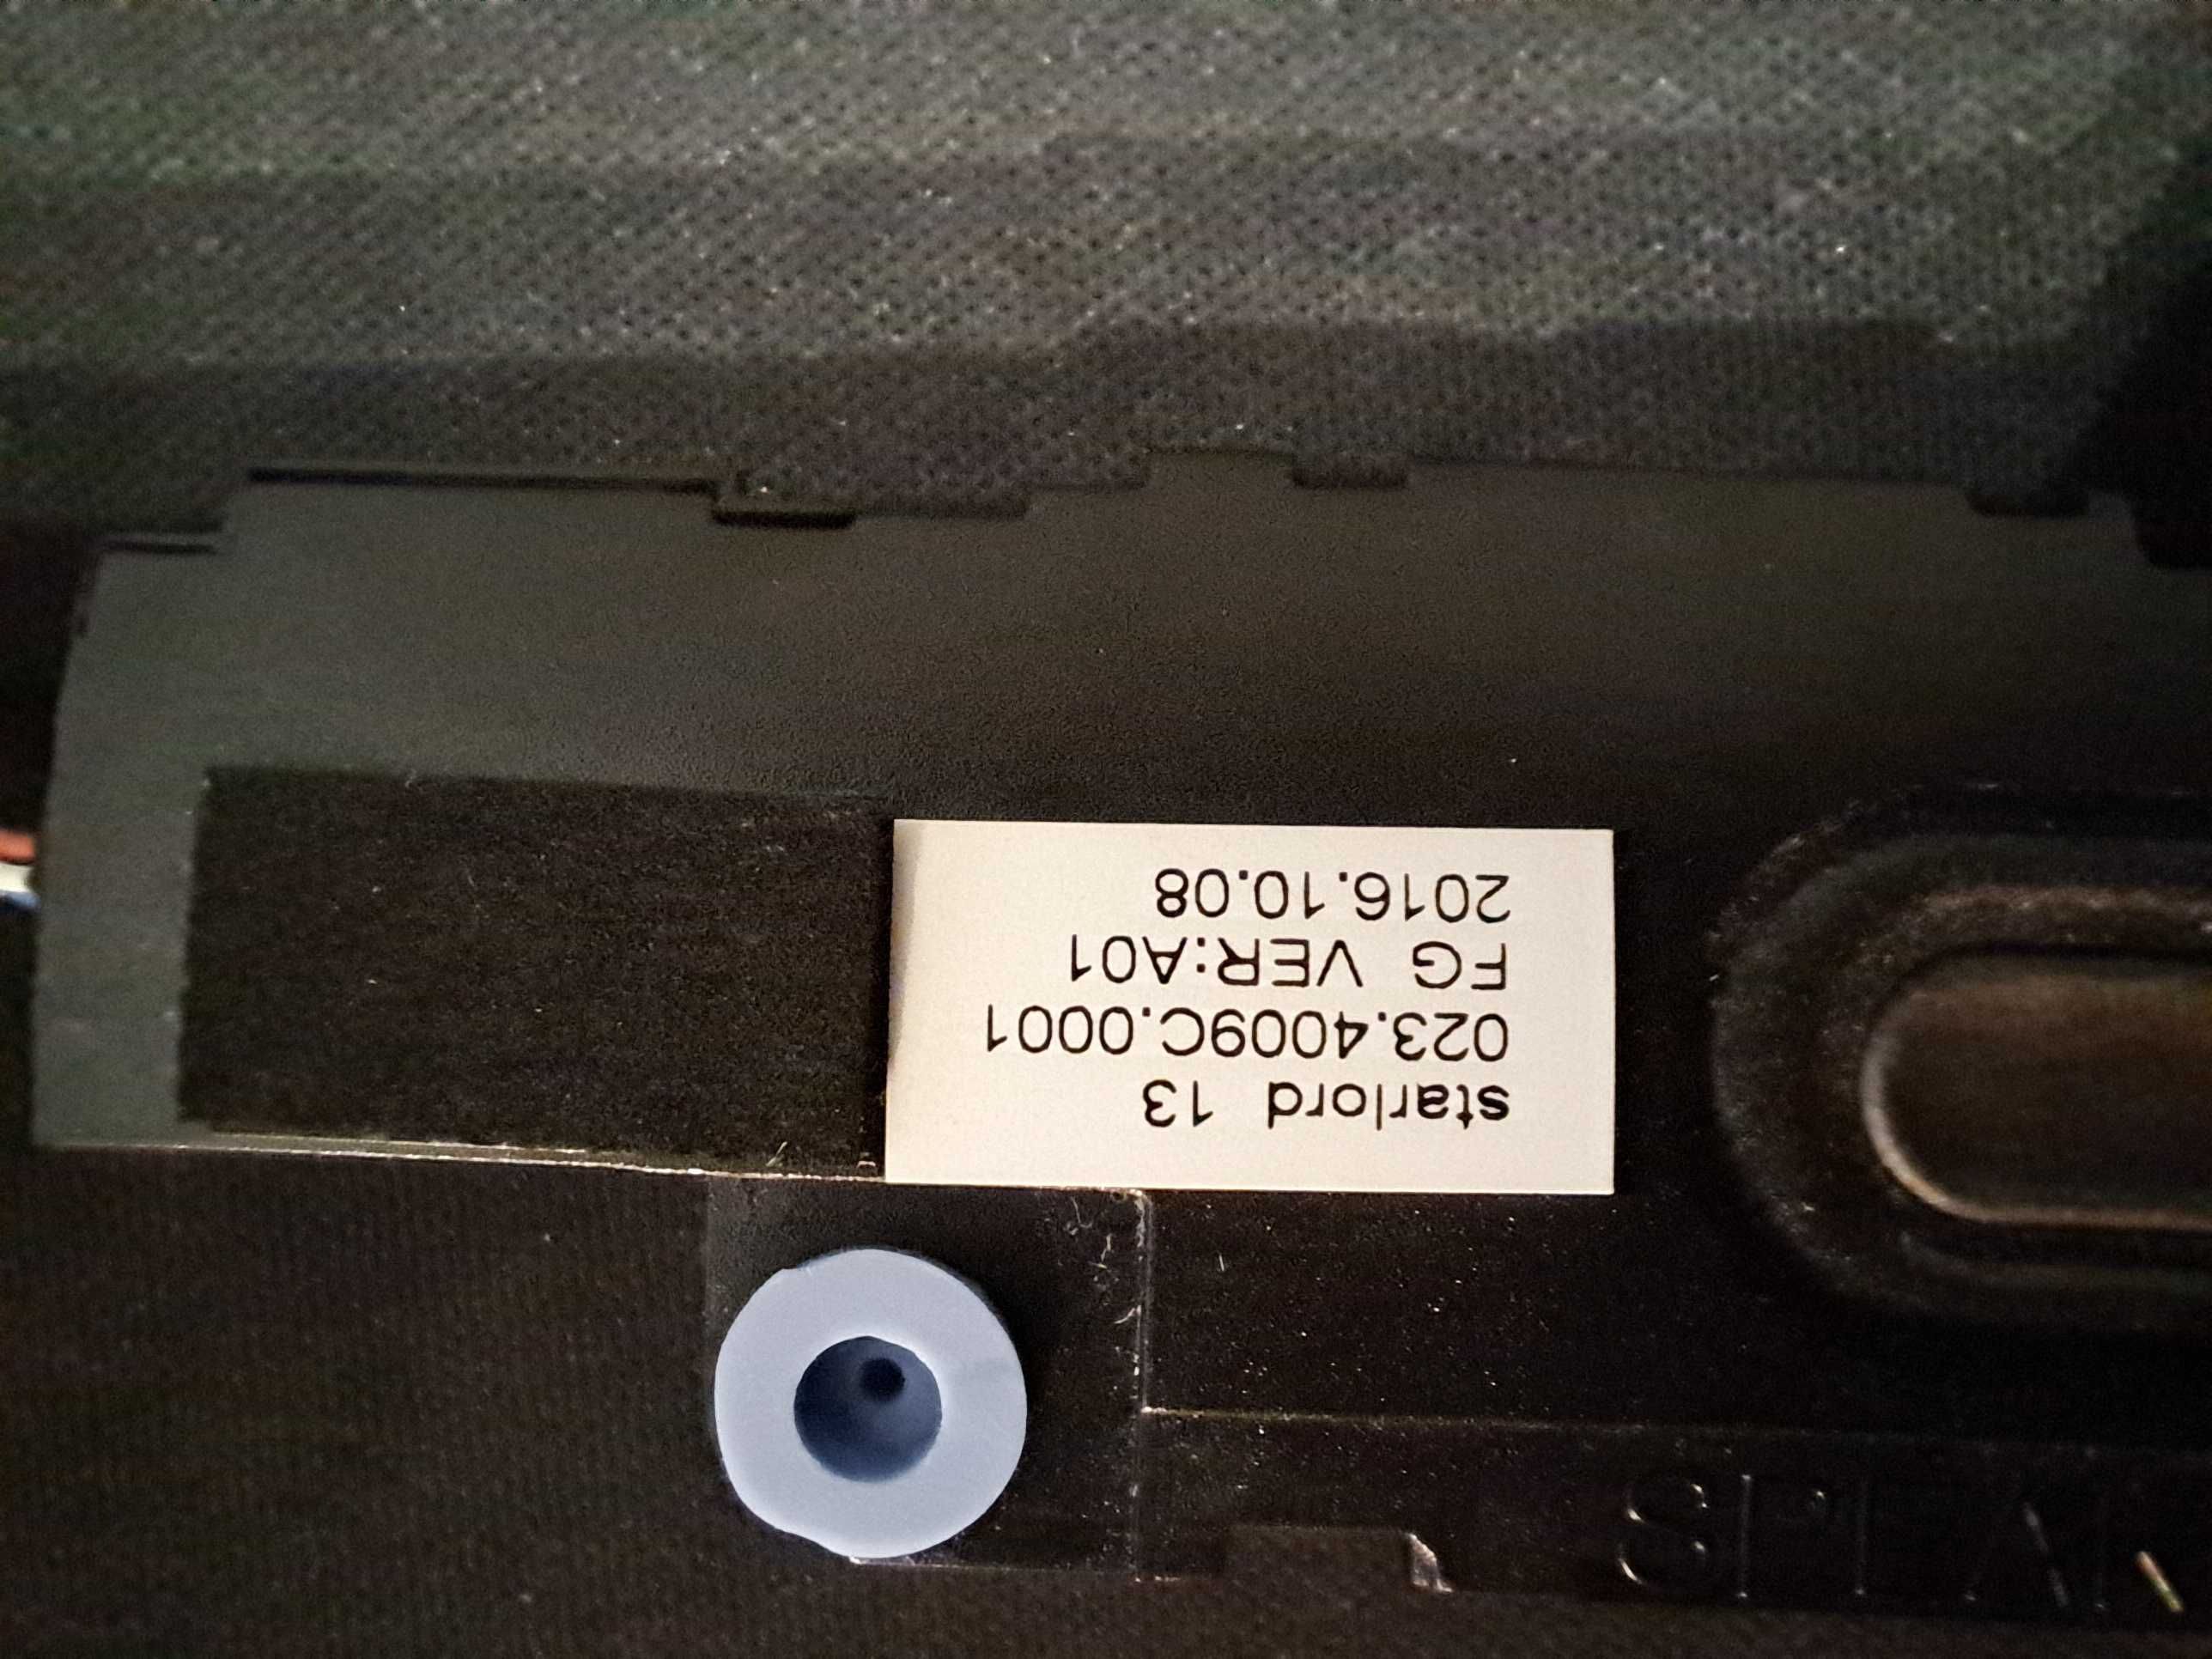 starlord 13
023.4009C.0001
FG VER:A01
2016.10.08